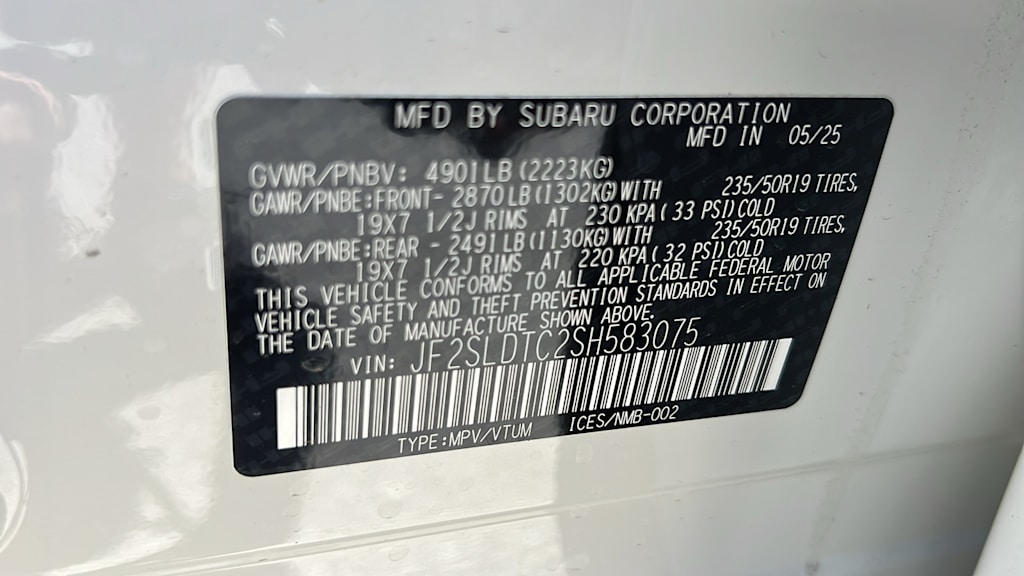 MFD BY SUBARU CORPORATION
MFD IN 05/25
GVWR/PNBV: 4901LB(2223KG)
GAWR/PNBE:FRONT-2870LB(1302KG)WITH 235/50R19 TIRES,
19X7 1/2J RIMS AT 230 KPA(33 PSI)COLD
GAWR/PNBE:REAR -2491LB(1130KG)WITH 235/50R19 TIRES,
19X7 1/2J RIMS AT 220 KPA(32 PSI)COLD
THIS VEHICLE CONFORMS TO ALL APPLICABLE FEDERAL MOTOR
VEHICLE SAFETY AND THEFT PREVENTION STANDARDS IN EFFECT ON
THE DATE OF MANUFACTURE SHOWN ABOVE.
VIN: JF2SLDTC2SH583075
TYPE:MPV/VTUM ICES/NMB-002